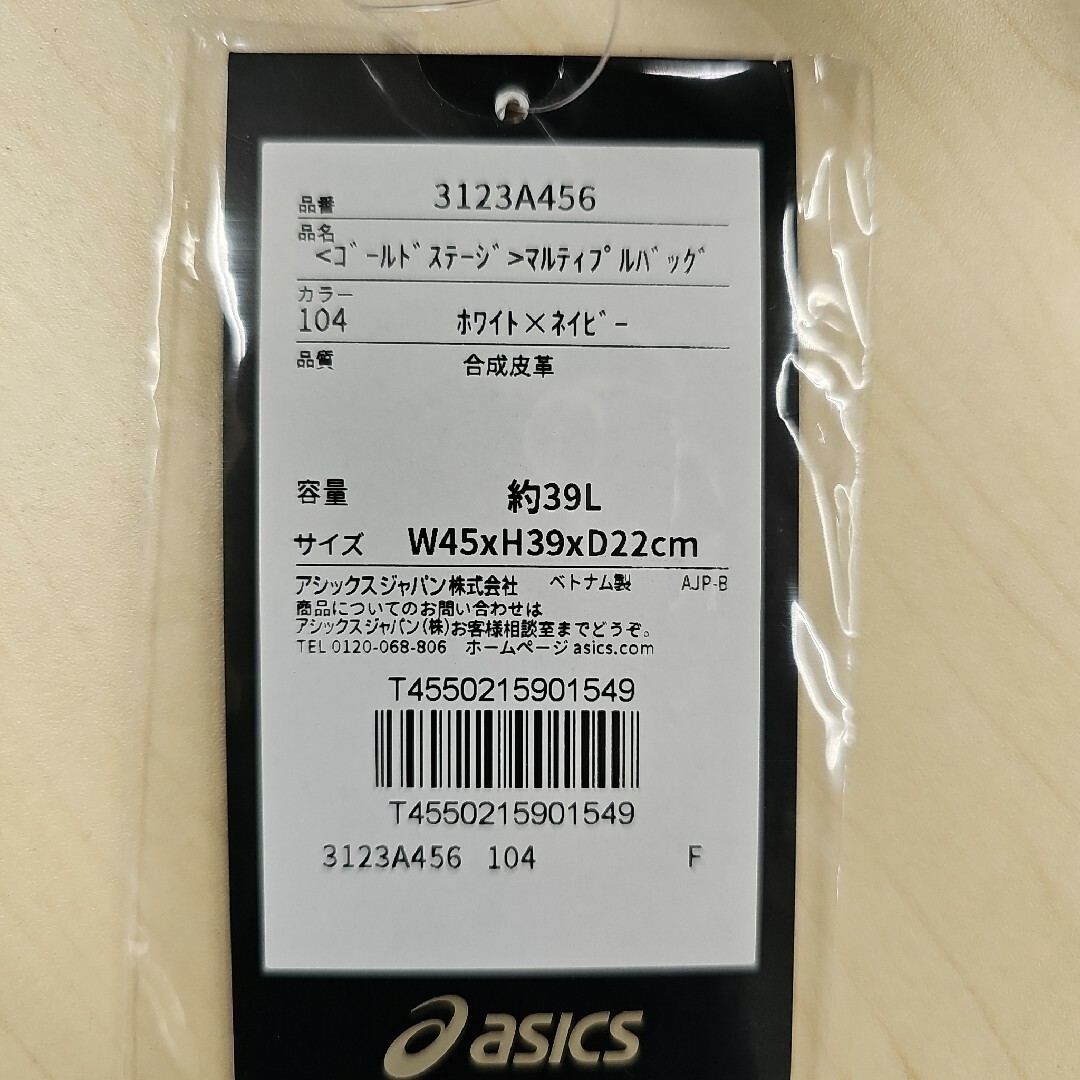 品番 3123A456
品名
<ｺﾞｰﾙﾄﾞｽﾃｰｼﾞ>ﾏﾙﾃｨﾌﾟﾙﾊﾞｯｸﾞ
カラー
104 ﾎﾜｲﾄ×ﾈｲﾋﾞｰ
品質 合成皮革
容量 約39L
サイズ W45xH39xD22cm
アシックスジャパン株式会社 ベトナム製 AJP-B
商品についてのお問い合わせは
アシックスジャパン(株)お客様相談室までどうぞ。
TEL 0120-068-806 ホームページ asics.com
T4550215901549
T4550215901549
3123A456 104 F
asics